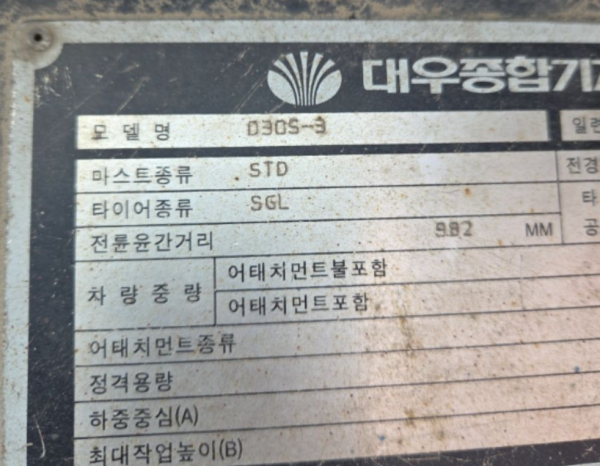 대우종합기
모델명 D30S-3 일련
마스트종류 STD 전경
타이어종류 SGL 타
전륜윤간거리 982 MM 공
차량중량 어태치먼트불포함
어태치먼트포함
어태치먼트종류
정격용량
하중중심(A)
최대작업높이(B)